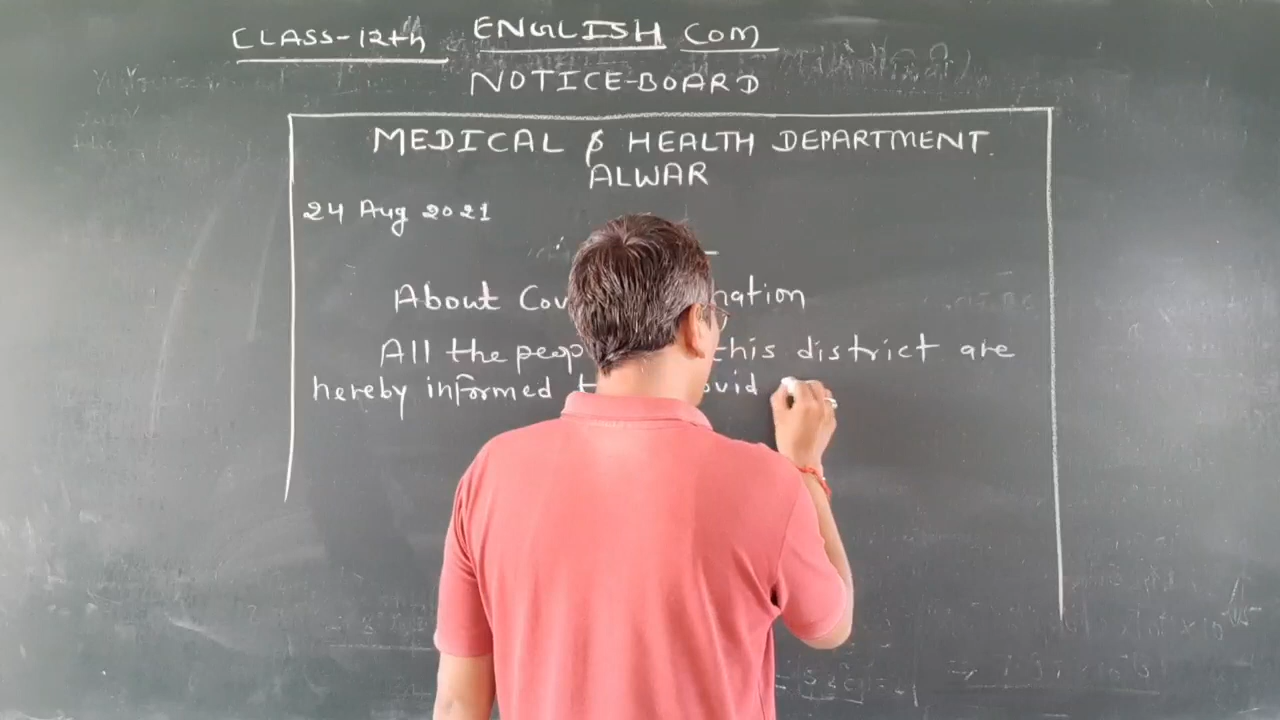 CLASS-12th ENGLISH COM
NOTICE-BOARD
MEDICAL & HEALTH DEPARTMENT
ALWAR
24 Aug 2021
About
All the this district are
hereby informed